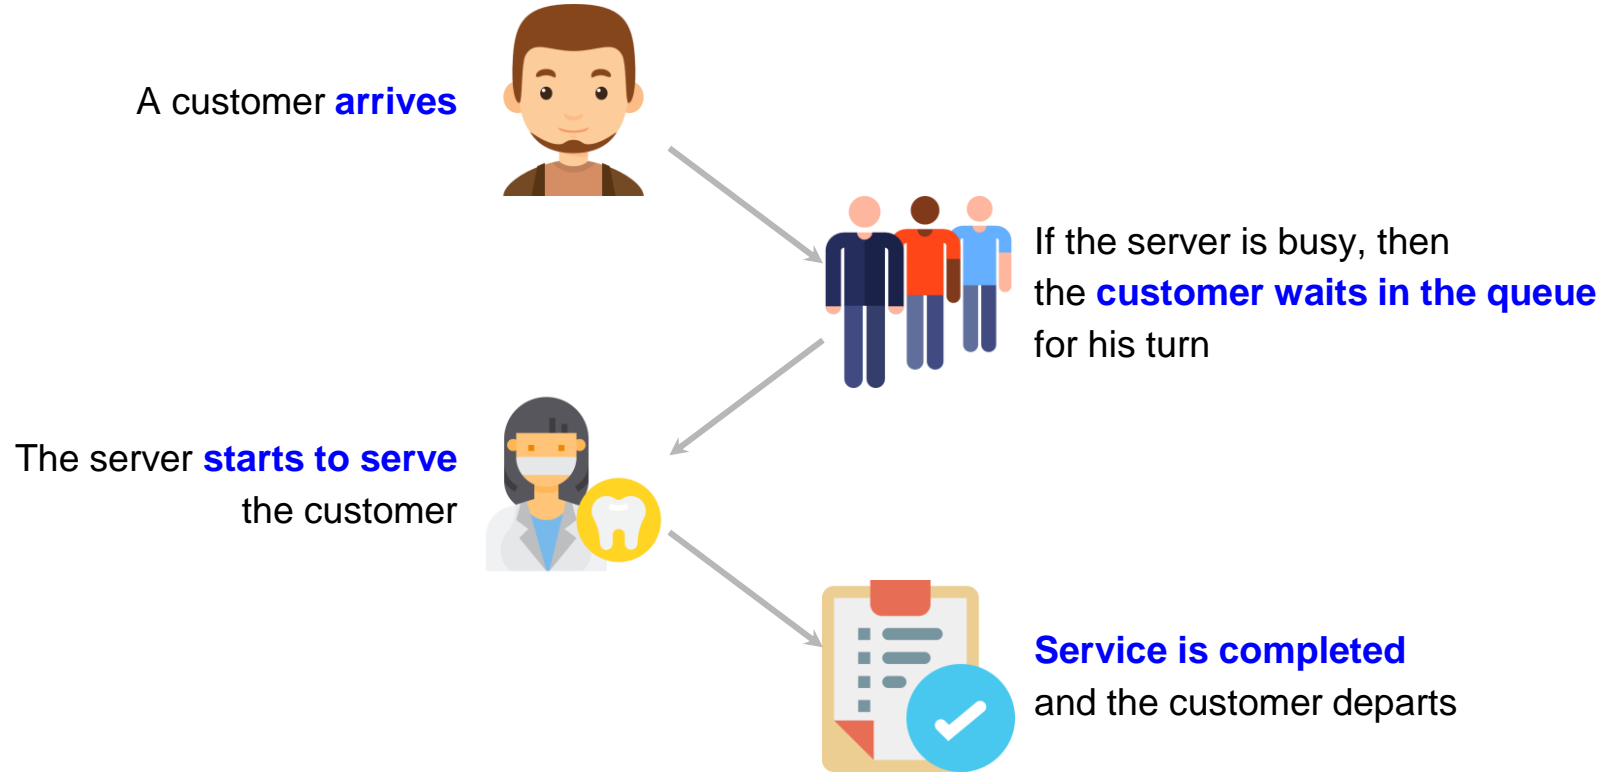 A customer arrives
If the server is busy, then
the customer waits in the queue
for his turn
The server starts to serve
the customer
Service is completed
and the customer departs